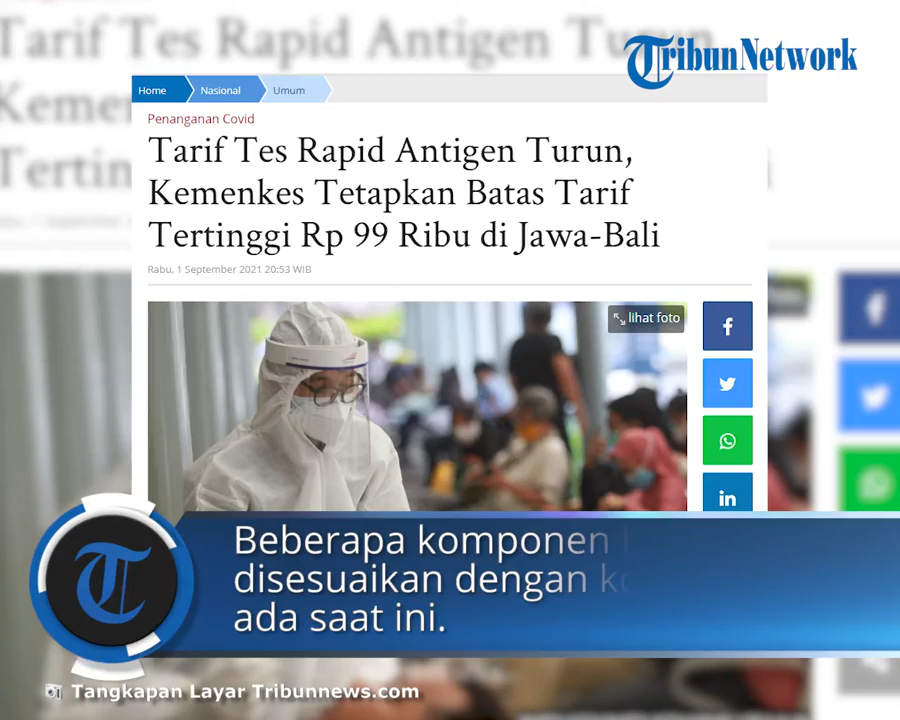 TribunNetwork
Home
Nasional
Umum
Penanganan Covid
Tarif Tes Rapid Antigen Turun,
Kemenkes Tetapkan Batas Tarif
Tertinggi Rp 99 Ribu di Jawa-Bali
Rabu, 1 September 2021 20:53 WIB
lihat foto
Beberapa komponen
disesuaikan dengan
ada saat ini.
Tangkapan Layar Tribunnews.com